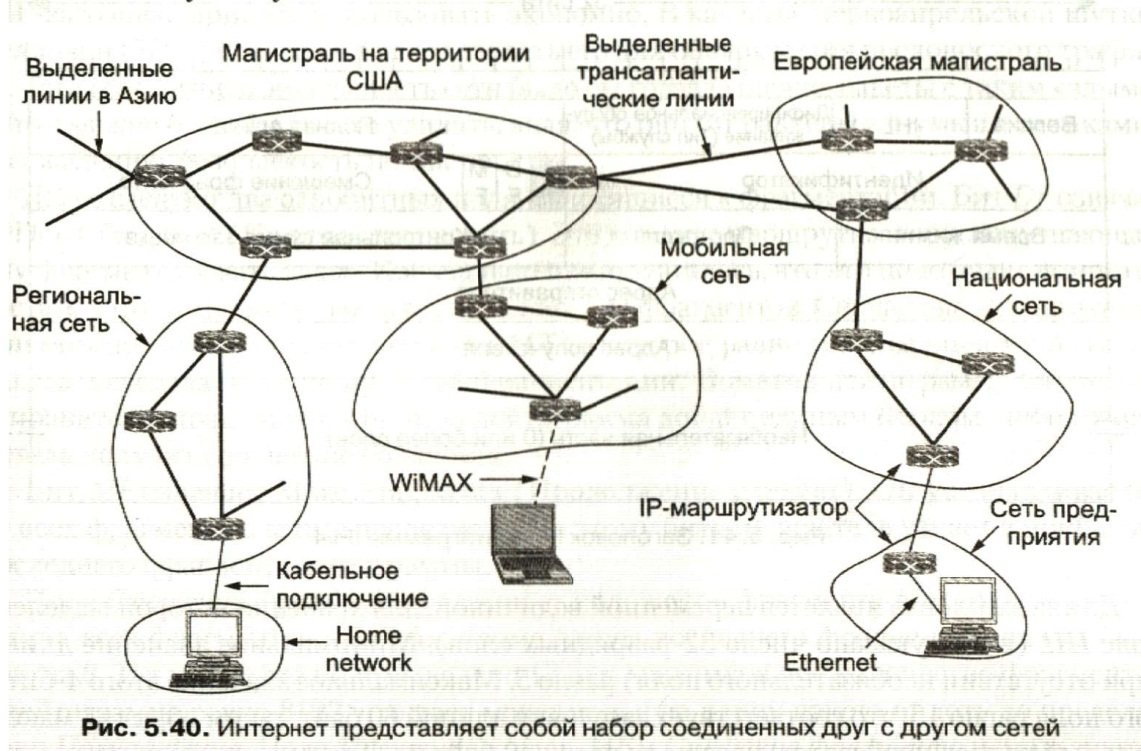 Выделенные
линии в Азию
Магистраль на территории
США
Выделенные
трансатланти-
ческие линии
Европейская магистраль
Мобильная
сеть
Региональ-
ная сеть
Национальная
сеть
WiMAX
IP-маршрутизатор
Сеть пред-
приятия
Кабельное
подключение
Home
network
Ethernet
Рис. 5.40. Интернет представляет собой набор соединенных друг с другом сетей